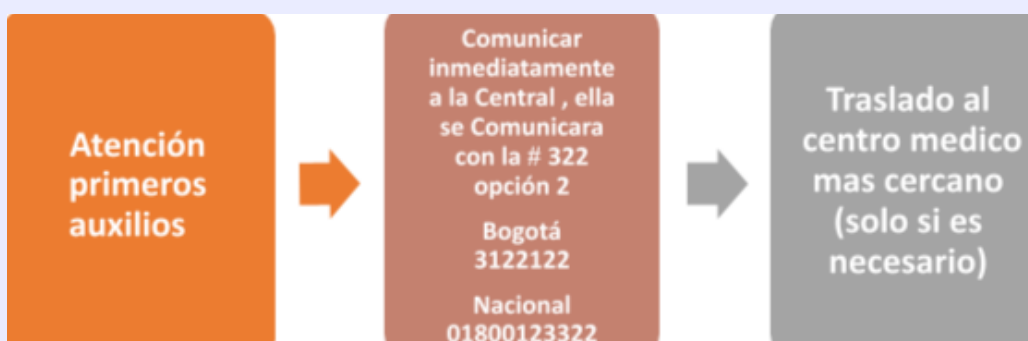 Atención
primeros
auxilios
Comunicar
inmediatamente
a la Central , ella
se Comunicara
con la # 322
opción 2
Bogotá
3122122
Nacional
01800123322
Traslado al
centro medico
mas cercano
(solo si es
necesario)